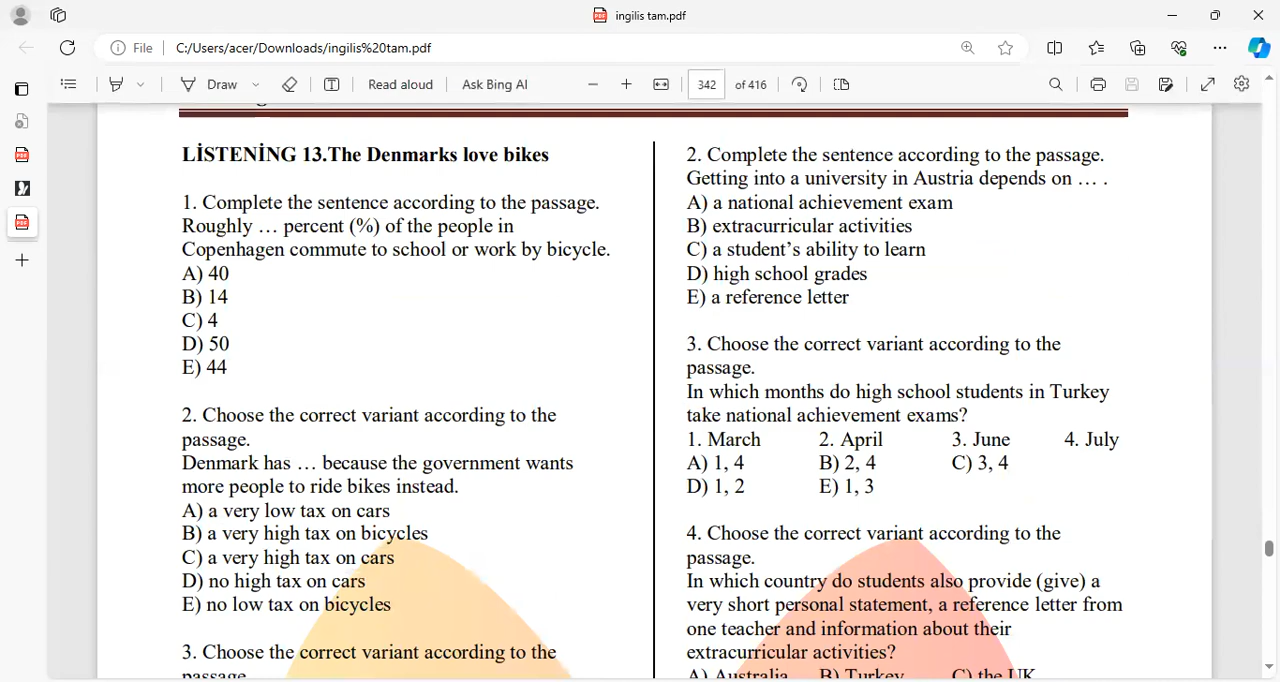 ingilis tam.pdf
File
C:/Users/acer/Downloads/ingilis%20tam.pdf
Draw
Read aloud
Ask Bing AI
342
of 416
LİSTENİNG 13.The Denmarks love bikes
1. Complete the sentence according to the passage.
Roughly … percent (%) of the people in
Copenhagen commute to school or work by bicycle.
A) 40
B) 14
C) 4
D) 50
E) 44
2. Choose the correct variant according to the
passage.
Denmark has … because the government wants
more people to ride bikes instead.
A) a very low tax on cars
B) a very high tax on bicycles
C) a very high tax on cars
D) no high tax on cars
E) no low tax on bicycles
3. Choose the correct variant according to the
passage
2. Complete the sentence according to the passage.
Getting into a university in Austria depends on … .
A) a national achievement exam
B) extracurricular activities
C) a student’s ability to learn
D) high school grades
E) a reference letter
3. Choose the correct variant according to the
passage.
In which months do high school students in Turkey
take national achievement exams?
1. March 2. April 3. June 4. July
A) 1, 4 B) 2, 4 C) 3, 4
D) 1, 2 E) 1, 3
4. Choose the correct variant according to the
passage.
In which country do students also provide (give) a
very short personal statement, a reference letter from
one teacher and information about their
extracurricular activities?
A) Australia B) Turkey C) the UK